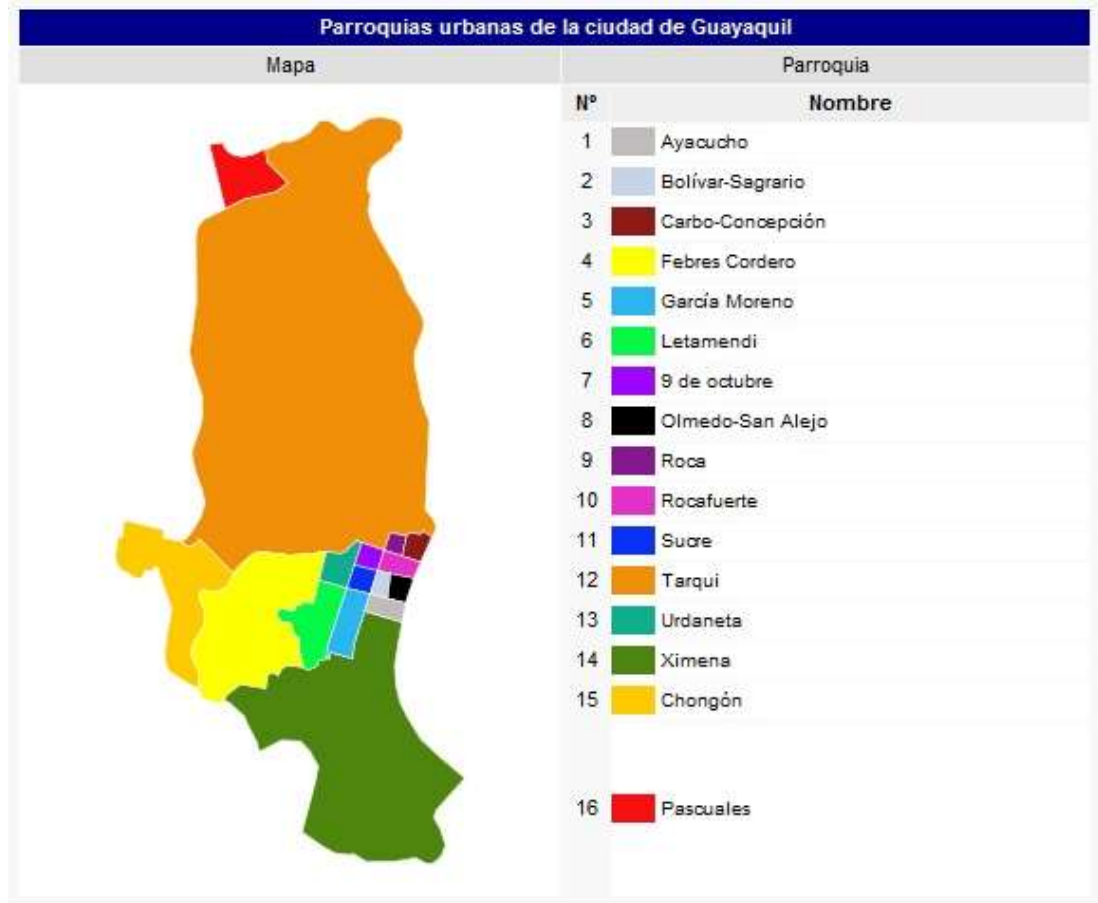 Parroquias urbanas de la ciudad de Guayaquil
Mapa Parroquia
Nº Nombre
1 Ayacucho
2 Bolívar-Sagrario
3 Carbo-Concepción
4 Febres Cordero
5 García Moreno
6 Letamendi
7 9 de octubre
8 Olmedo-San Alejo
9 Roca
10 Rocafuerte
11 Sucre
12 Tarqui
13 Urdaneta
14 Ximena
15 Chongón
16 Pascuales